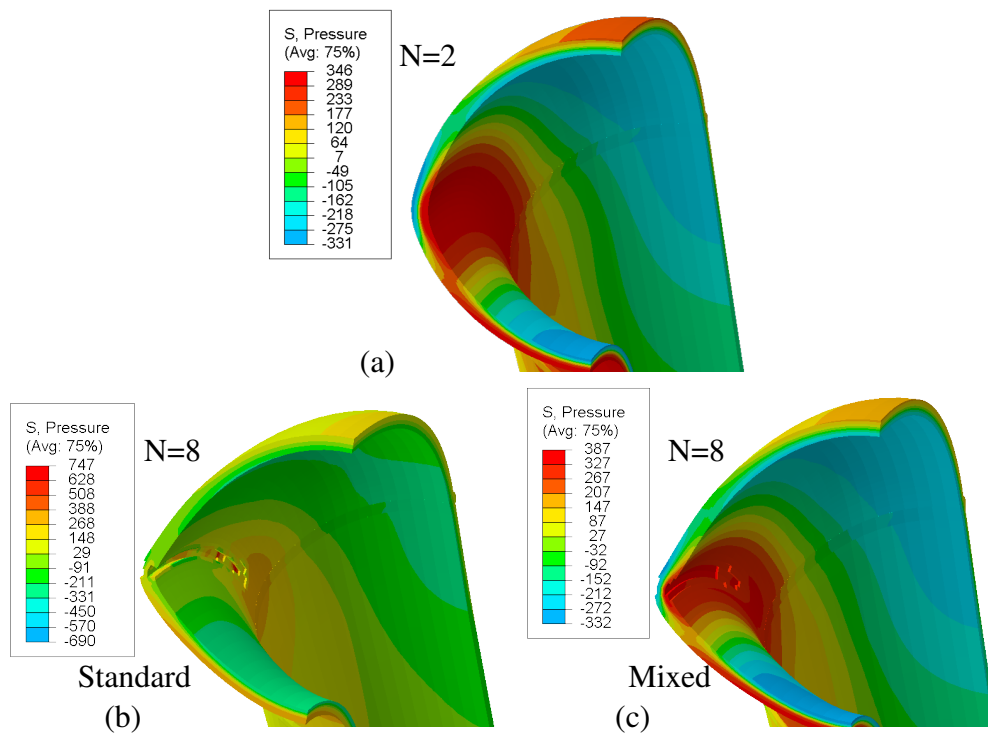 S, Pressure
(Avg: 75%)
N=2
346
289
233
177
120
64
7
-49
-105
-162
-218
-275
-331
(a)
S, Pressure
(Avg: 75%)
N=8
747
628
508
388
268
148
29
-91
-211
-331
-450
-570
-690
Standard
(b)
S, Pressure
(Avg: 75%)
N=8
387
327
267
207
147
87
27
-32
-92
-152
-212
-272
-332
Mixed
(c)